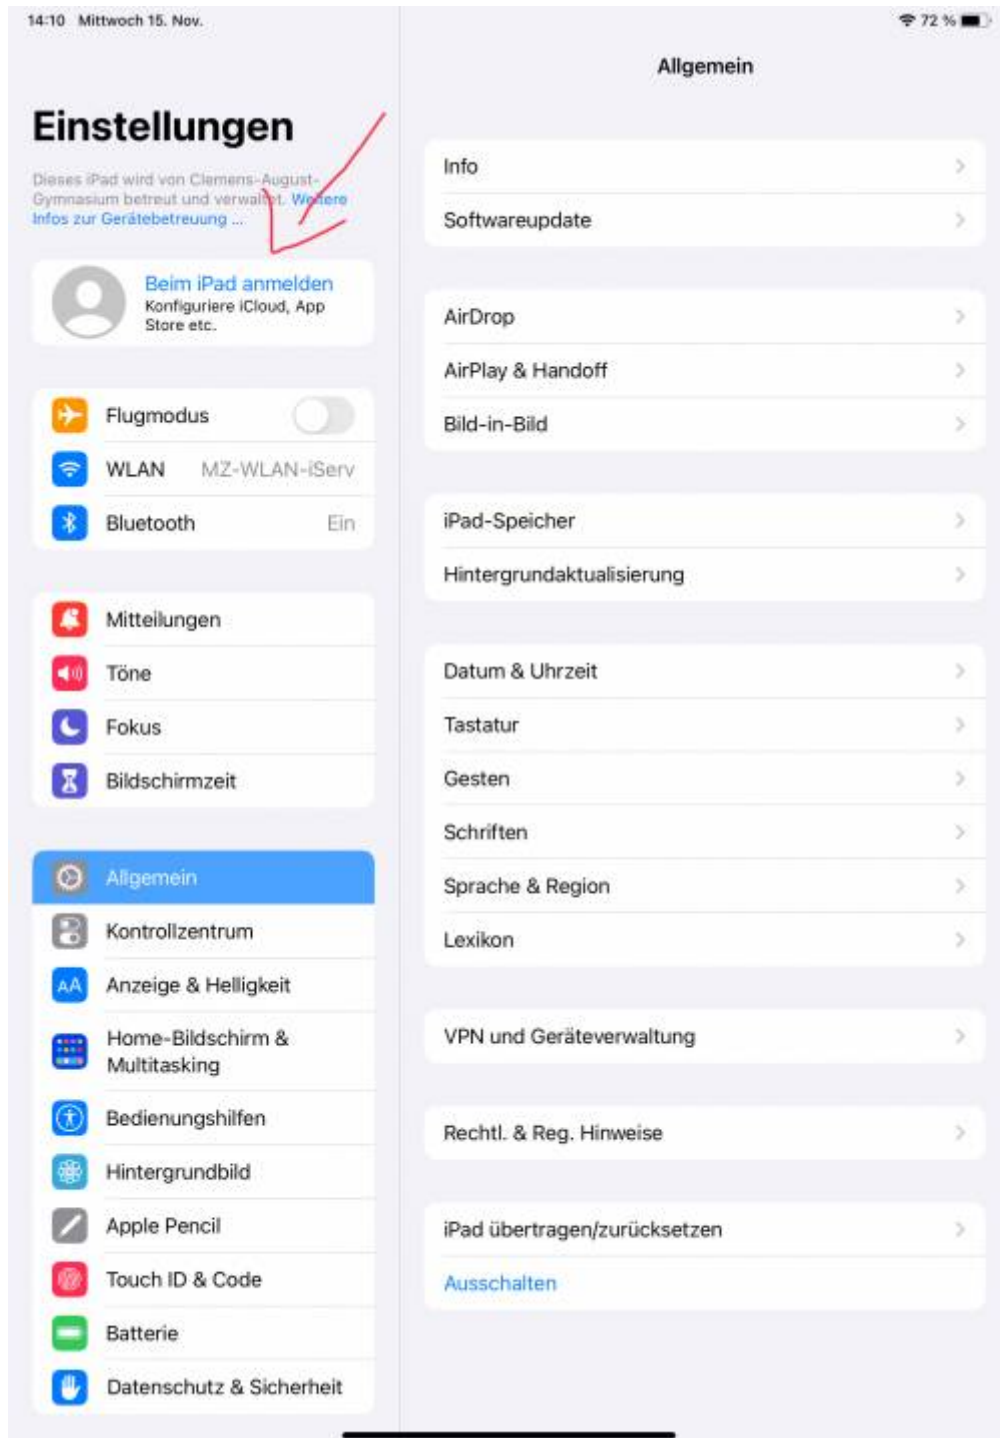 14:10 Mittwoch 15. Nov.
72 %
Einstellungen
Dieses iPad wird von Clemens-August-
Gymnasium betreut und verwaltet. Weitere
Infos zur Gerätebetreuung ...
Beim iPad anmelden
Konfiguriere iCloud, App
Store etc.
Flugmodus
WLAN MZ-WLAN-iServ
Bluetooth Ein
Mitteilungen
Töne
Fokus
Bildschirmzeit
Allgemein
Kontrollzentrum
AA Anzeige & Helligkeit
Home-Bildschirm &
Multitasking
Bedienungshilfen
Hintergrundbild
Apple Pencil
Touch ID & Code
Batterie
Datenschutz & Sicherheit
Allgemein
Info
Softwareupdate
AirDrop
AirPlay & Handoff
Bild-in-Bild
iPad-Speicher
Hintergrundaktualisierung
Datum & Uhrzeit
Tastatur
Gesten
Schriften
Sprache & Region
Lexikon
VPN und Geräteverwaltung
Rechtl. & Reg. Hinweise
iPad übertragen/zurücksetzen
Ausschalten